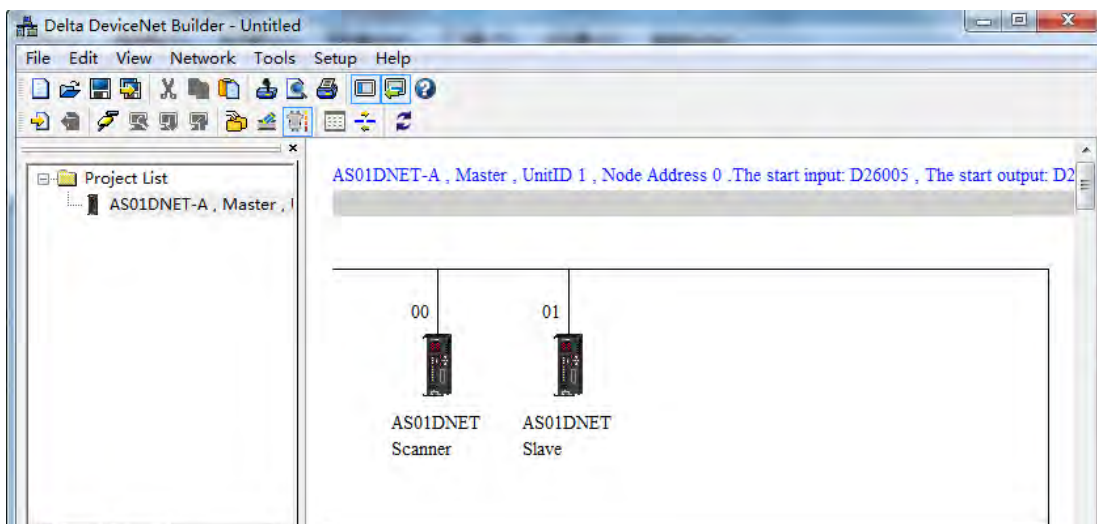 Delta DeviceNet Builder - Untitled
File Edit View Network Tools Setup Help
Project List
AS01DNET-A , Master ,
AS01DNET-A , Master , UnitID 1 , Node Address 0 .The start input: D26005 , The start output: D2
00 01
AS01DNET AS01DNET
Scanner Slave